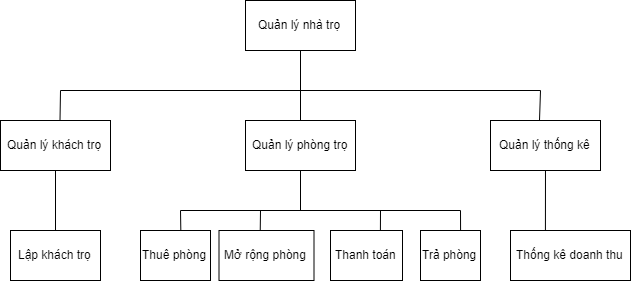 Quản lý nhà trọ
Quản lý khách trọ
Quản lý phòng trọ
Quản lý thống kê
Lập khách trọ
Thuê phòng
Mở rộng phòng
Thanh toán
Trả phòng
Thống kê doanh thu